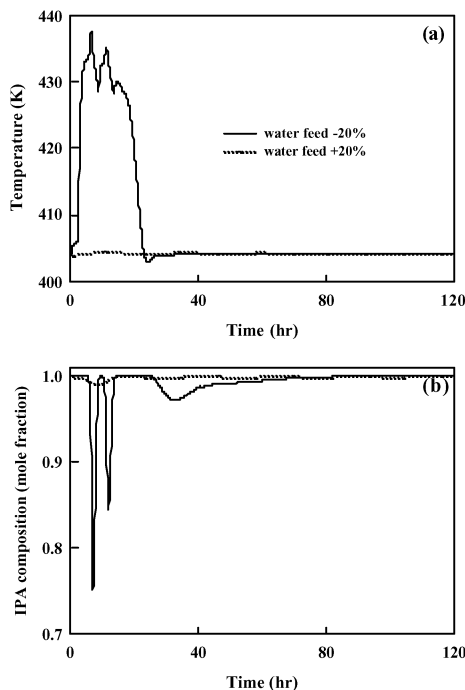 (a)
440
430
420
410
400
Temperature (K)
water feed -20%
water feed +20%
0
40
80
120
Time (hr)
(b)
1.0
0.9
0.8
0.7
IPA composition (mole fraction)
0
40
80
120
Time (hr)